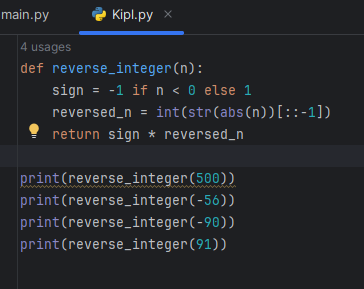 main.py Kipl.py ×
4 usages
def reverse_integer(n):
    sign = -1 if n < 0 else 1
    reversed_n = int(str(abs(n))[::-1])
    return sign * reversed_n
print(reverse_integer(500))
print(reverse_integer(-56))
print(reverse_integer(-90))
print(reverse_integer(91))